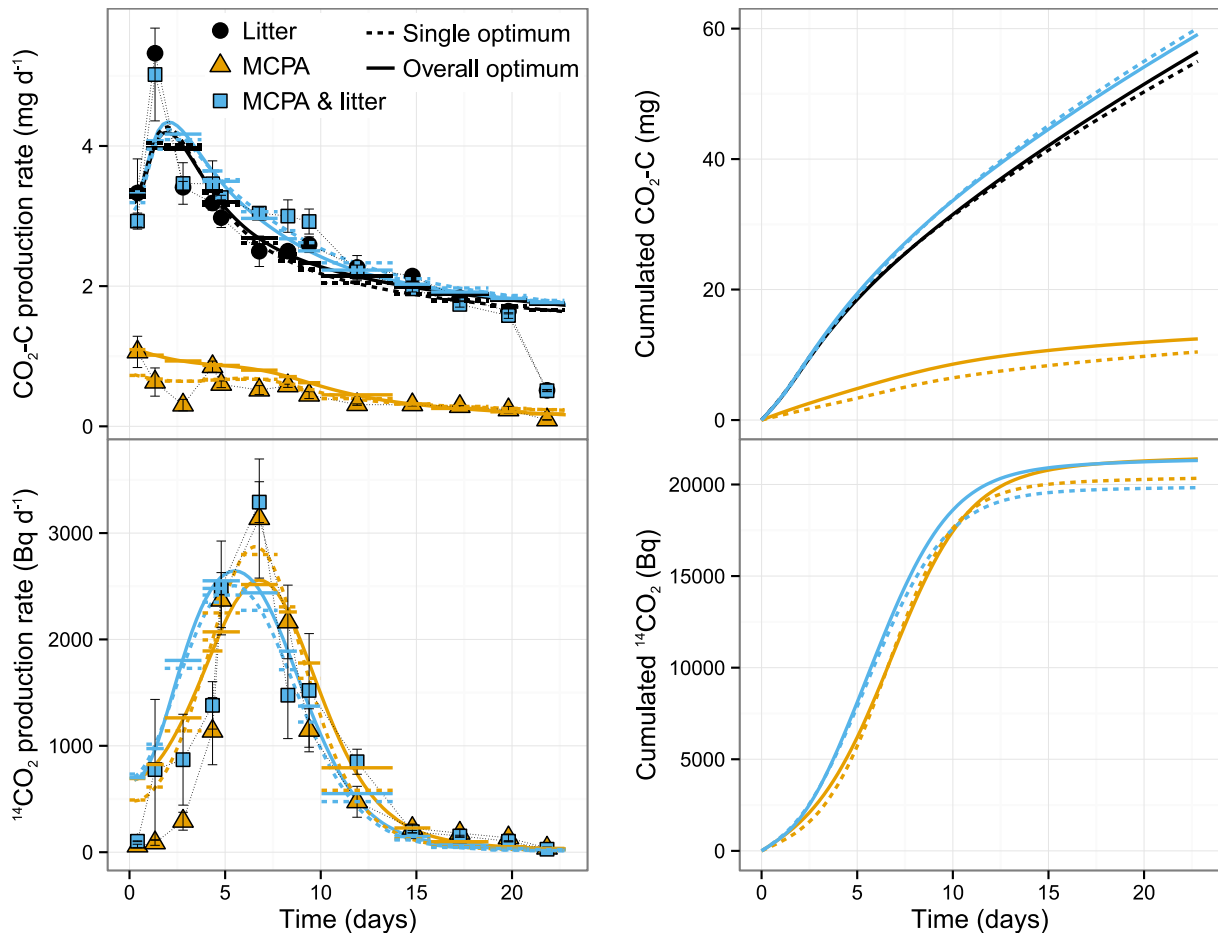 CO₂-C production rate (mg d⁻¹)
0
2
4
Litter
MCPA
MCPA & litter
Single optimum
Overall optimum
Cumulated CO₂-C (mg)
0
20
40
60
¹⁴CO₂ production rate (Bq d⁻¹)
0
1000
2000
3000
0 5 10 15 20
Time (days)
Cumulated ¹⁴CO₂ (Bq)
0
5000
10000
15000
20000
0 5 10 15 20
Time (days)